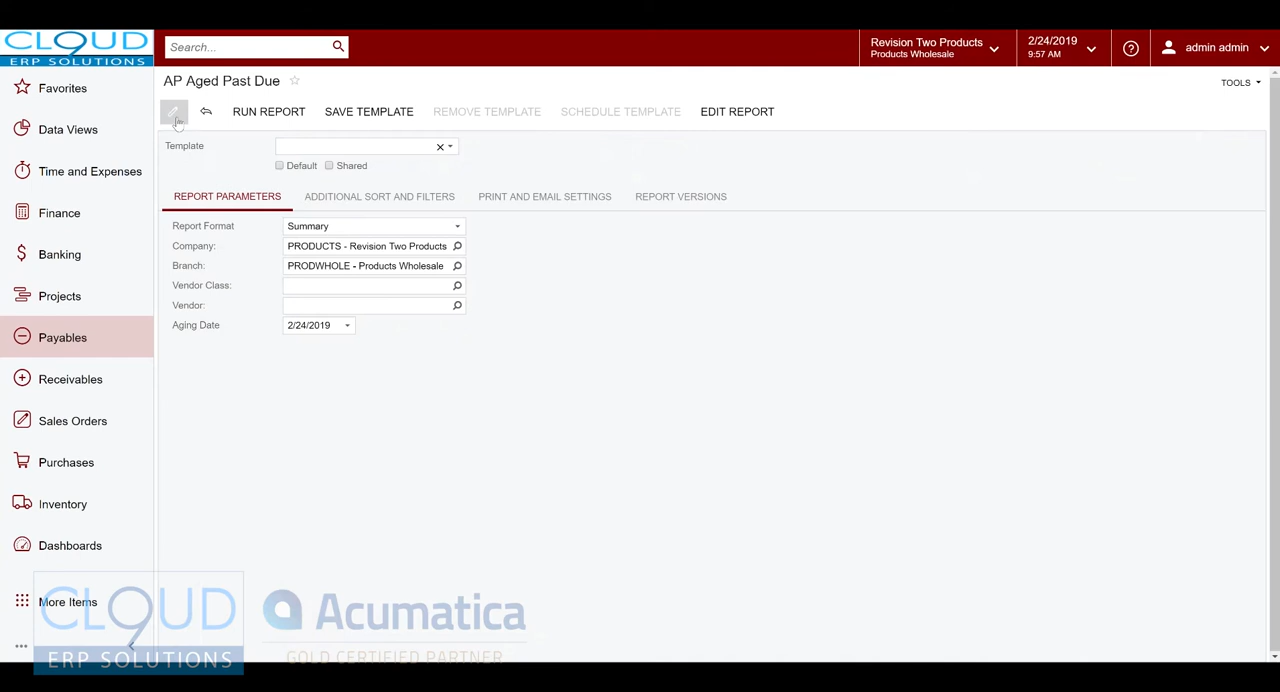 CLOUD
ERP SOLUTIONS
Search...
Revision Two Products
Products Wholesale
2/24/2019
9:57 AM
admin admin
Favorites
Data Views
Time and Expenses
Finance
Banking
Projects
Payables
Receivables
Sales Orders
Purchases
Inventory
Dashboards
More Items
AP Aged Past Due
TOOLS
RUN REPORT SAVE TEMPLATE REMOVE TEMPLATE SCHEDULE TEMPLATE EDIT REPORT
Template
Default Shared
REPORT PARAMETERS ADDITIONAL SORT AND FILTERS PRINT AND EMAIL SETTINGS REPORT VERSIONS
Report Format Summary
Company: PRODUCTS - Revision Two Products
Branch: PRODWHOLE - Products Wholesale
Vendor Class:
Vendor:
Aging Date 2/24/2019
CLOUD
ERP SOLUTIONS
Acumatica
GOLD CERTIFIED PARTNER